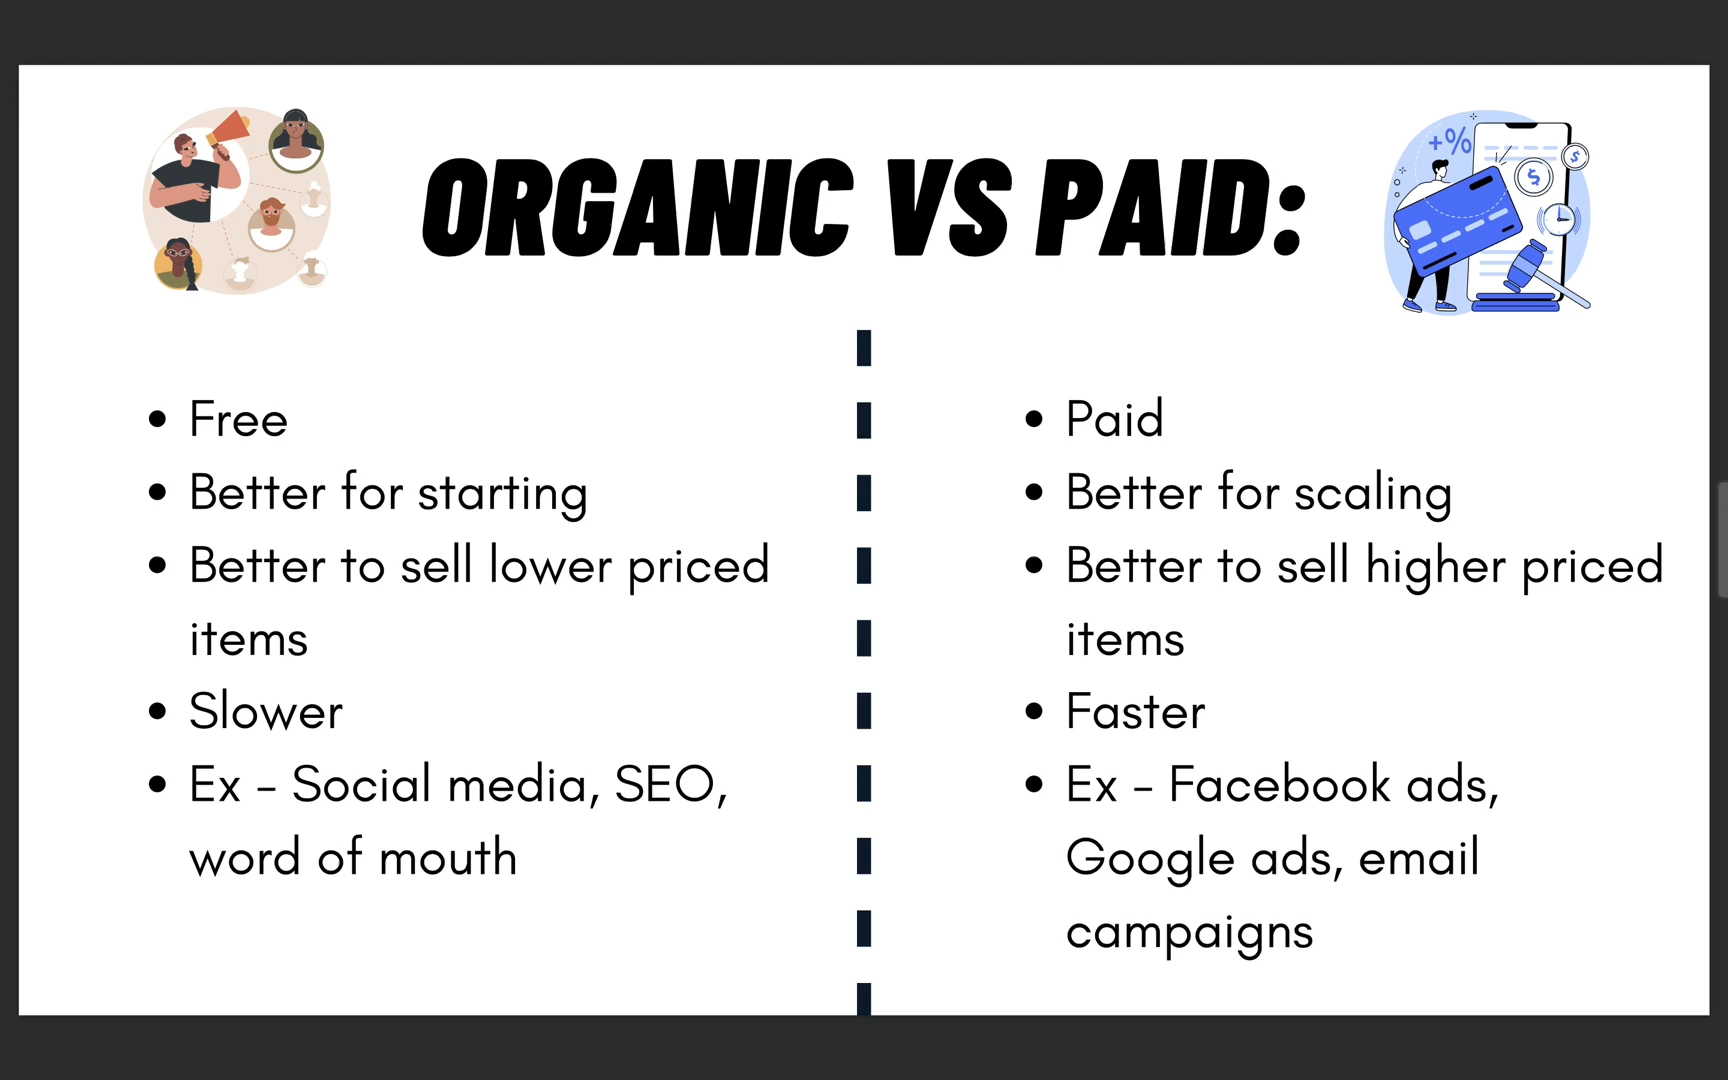 ORGANIC VS PAID:
+%
$
$
• Free
• Better for starting
• Better to sell lower priced
items
• Slower
• Ex - Social media, SEO,
word of mouth
• Paid
• Better for scaling
• Better to sell higher priced
items
• Faster
• Ex - Facebook ads,
Google ads, email
campaigns